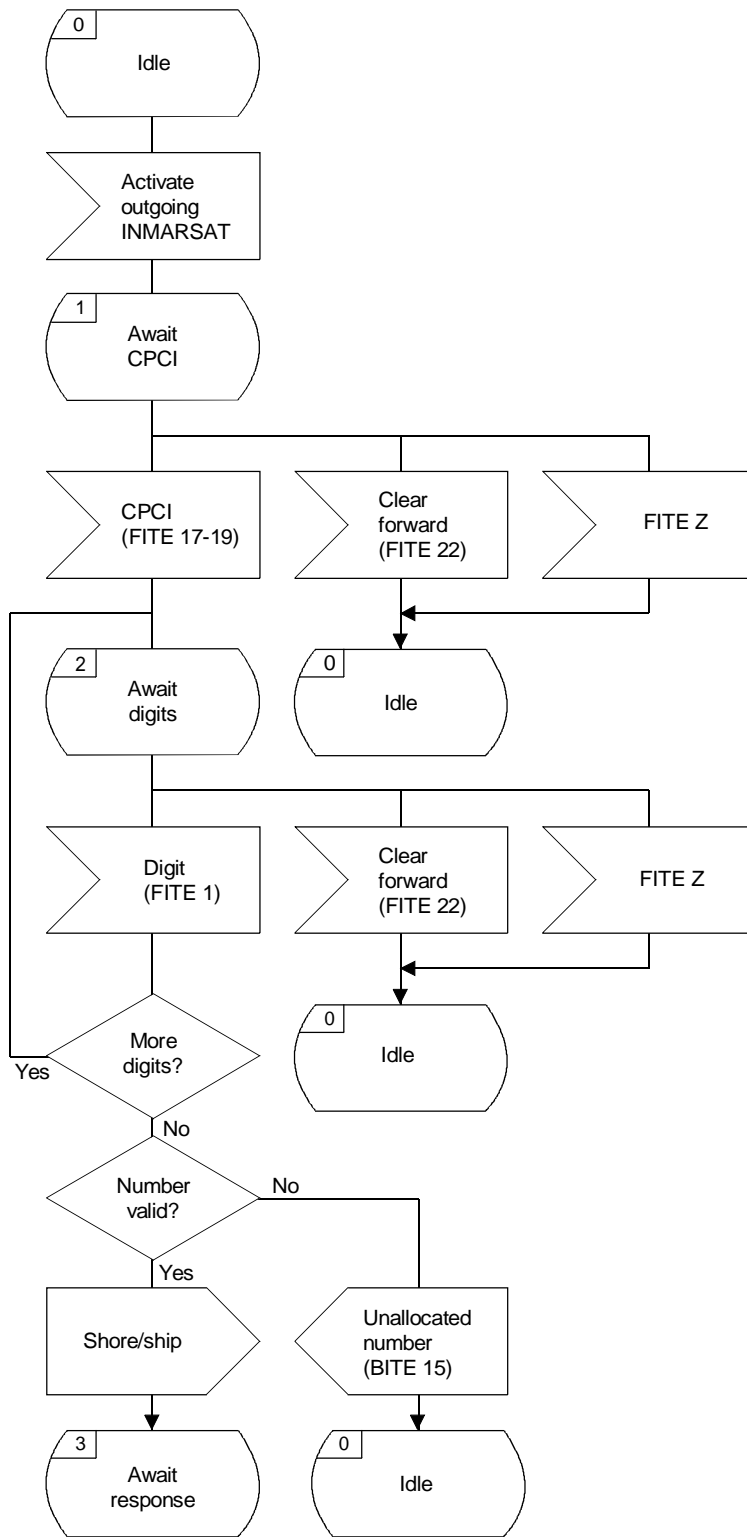 0
Idle
Activate
outgoing
INMARSAT
1
Await
CPCI
CPCI
(FITE 17-19)
Clear
forward
(FITE 22)
FITE Z
2
Await
digits
0
Idle
Digit
(FITE 1)
Clear
forward
(FITE 22)
FITE Z
More
digits?
Yes
0
Idle
No
Number
valid?
No
Yes
Shore/ship
Unallocated
number
(BITE 15)
3
Await
response
0
Idle